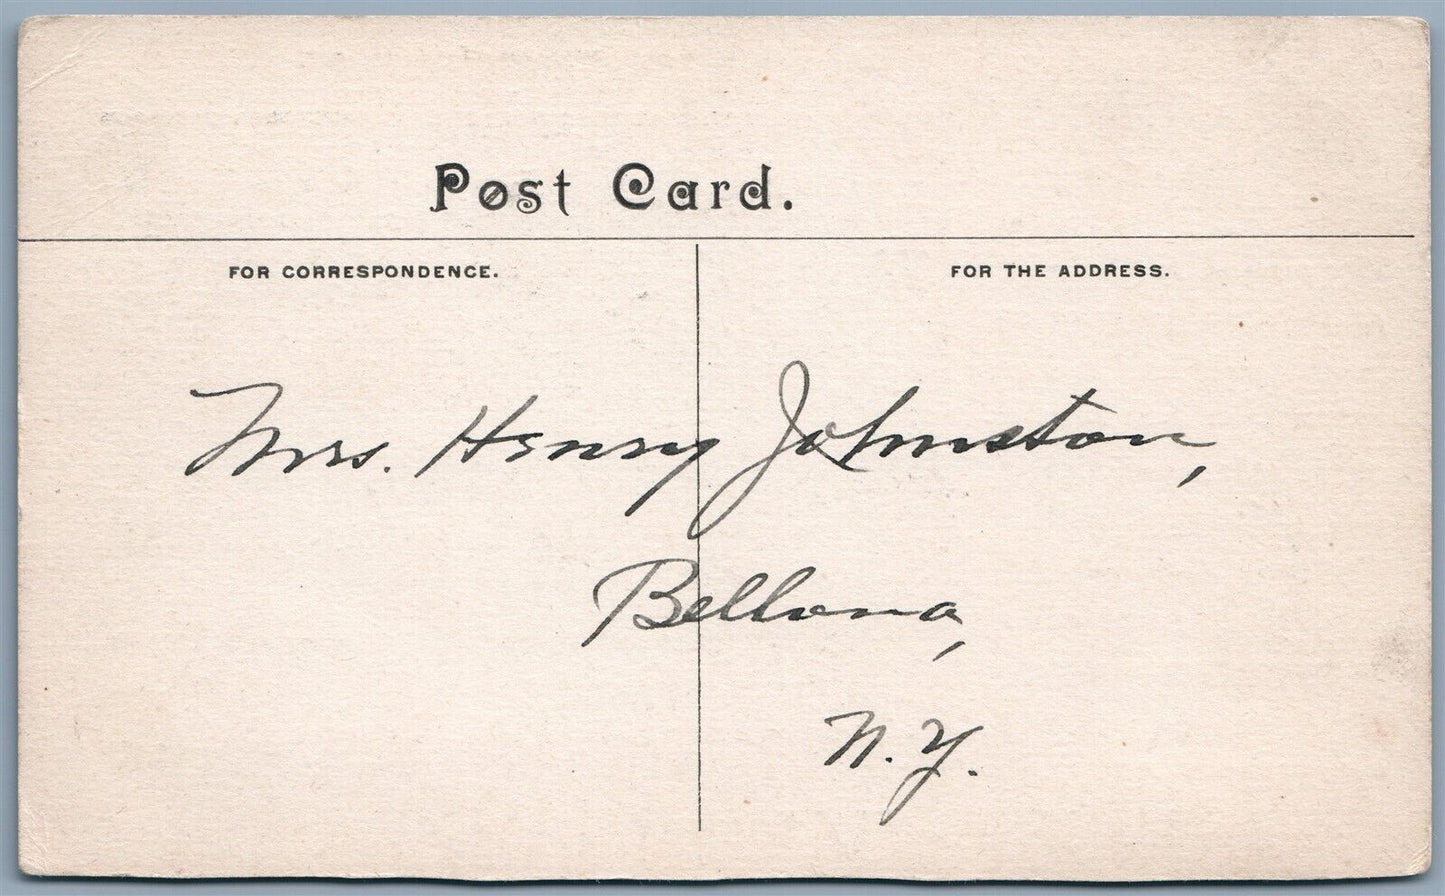 Post Card.
FOR CORRESPONDENCE.
FOR THE ADDRESS.
Mrs. Henry Johnston,
Bellona,
N.Y.